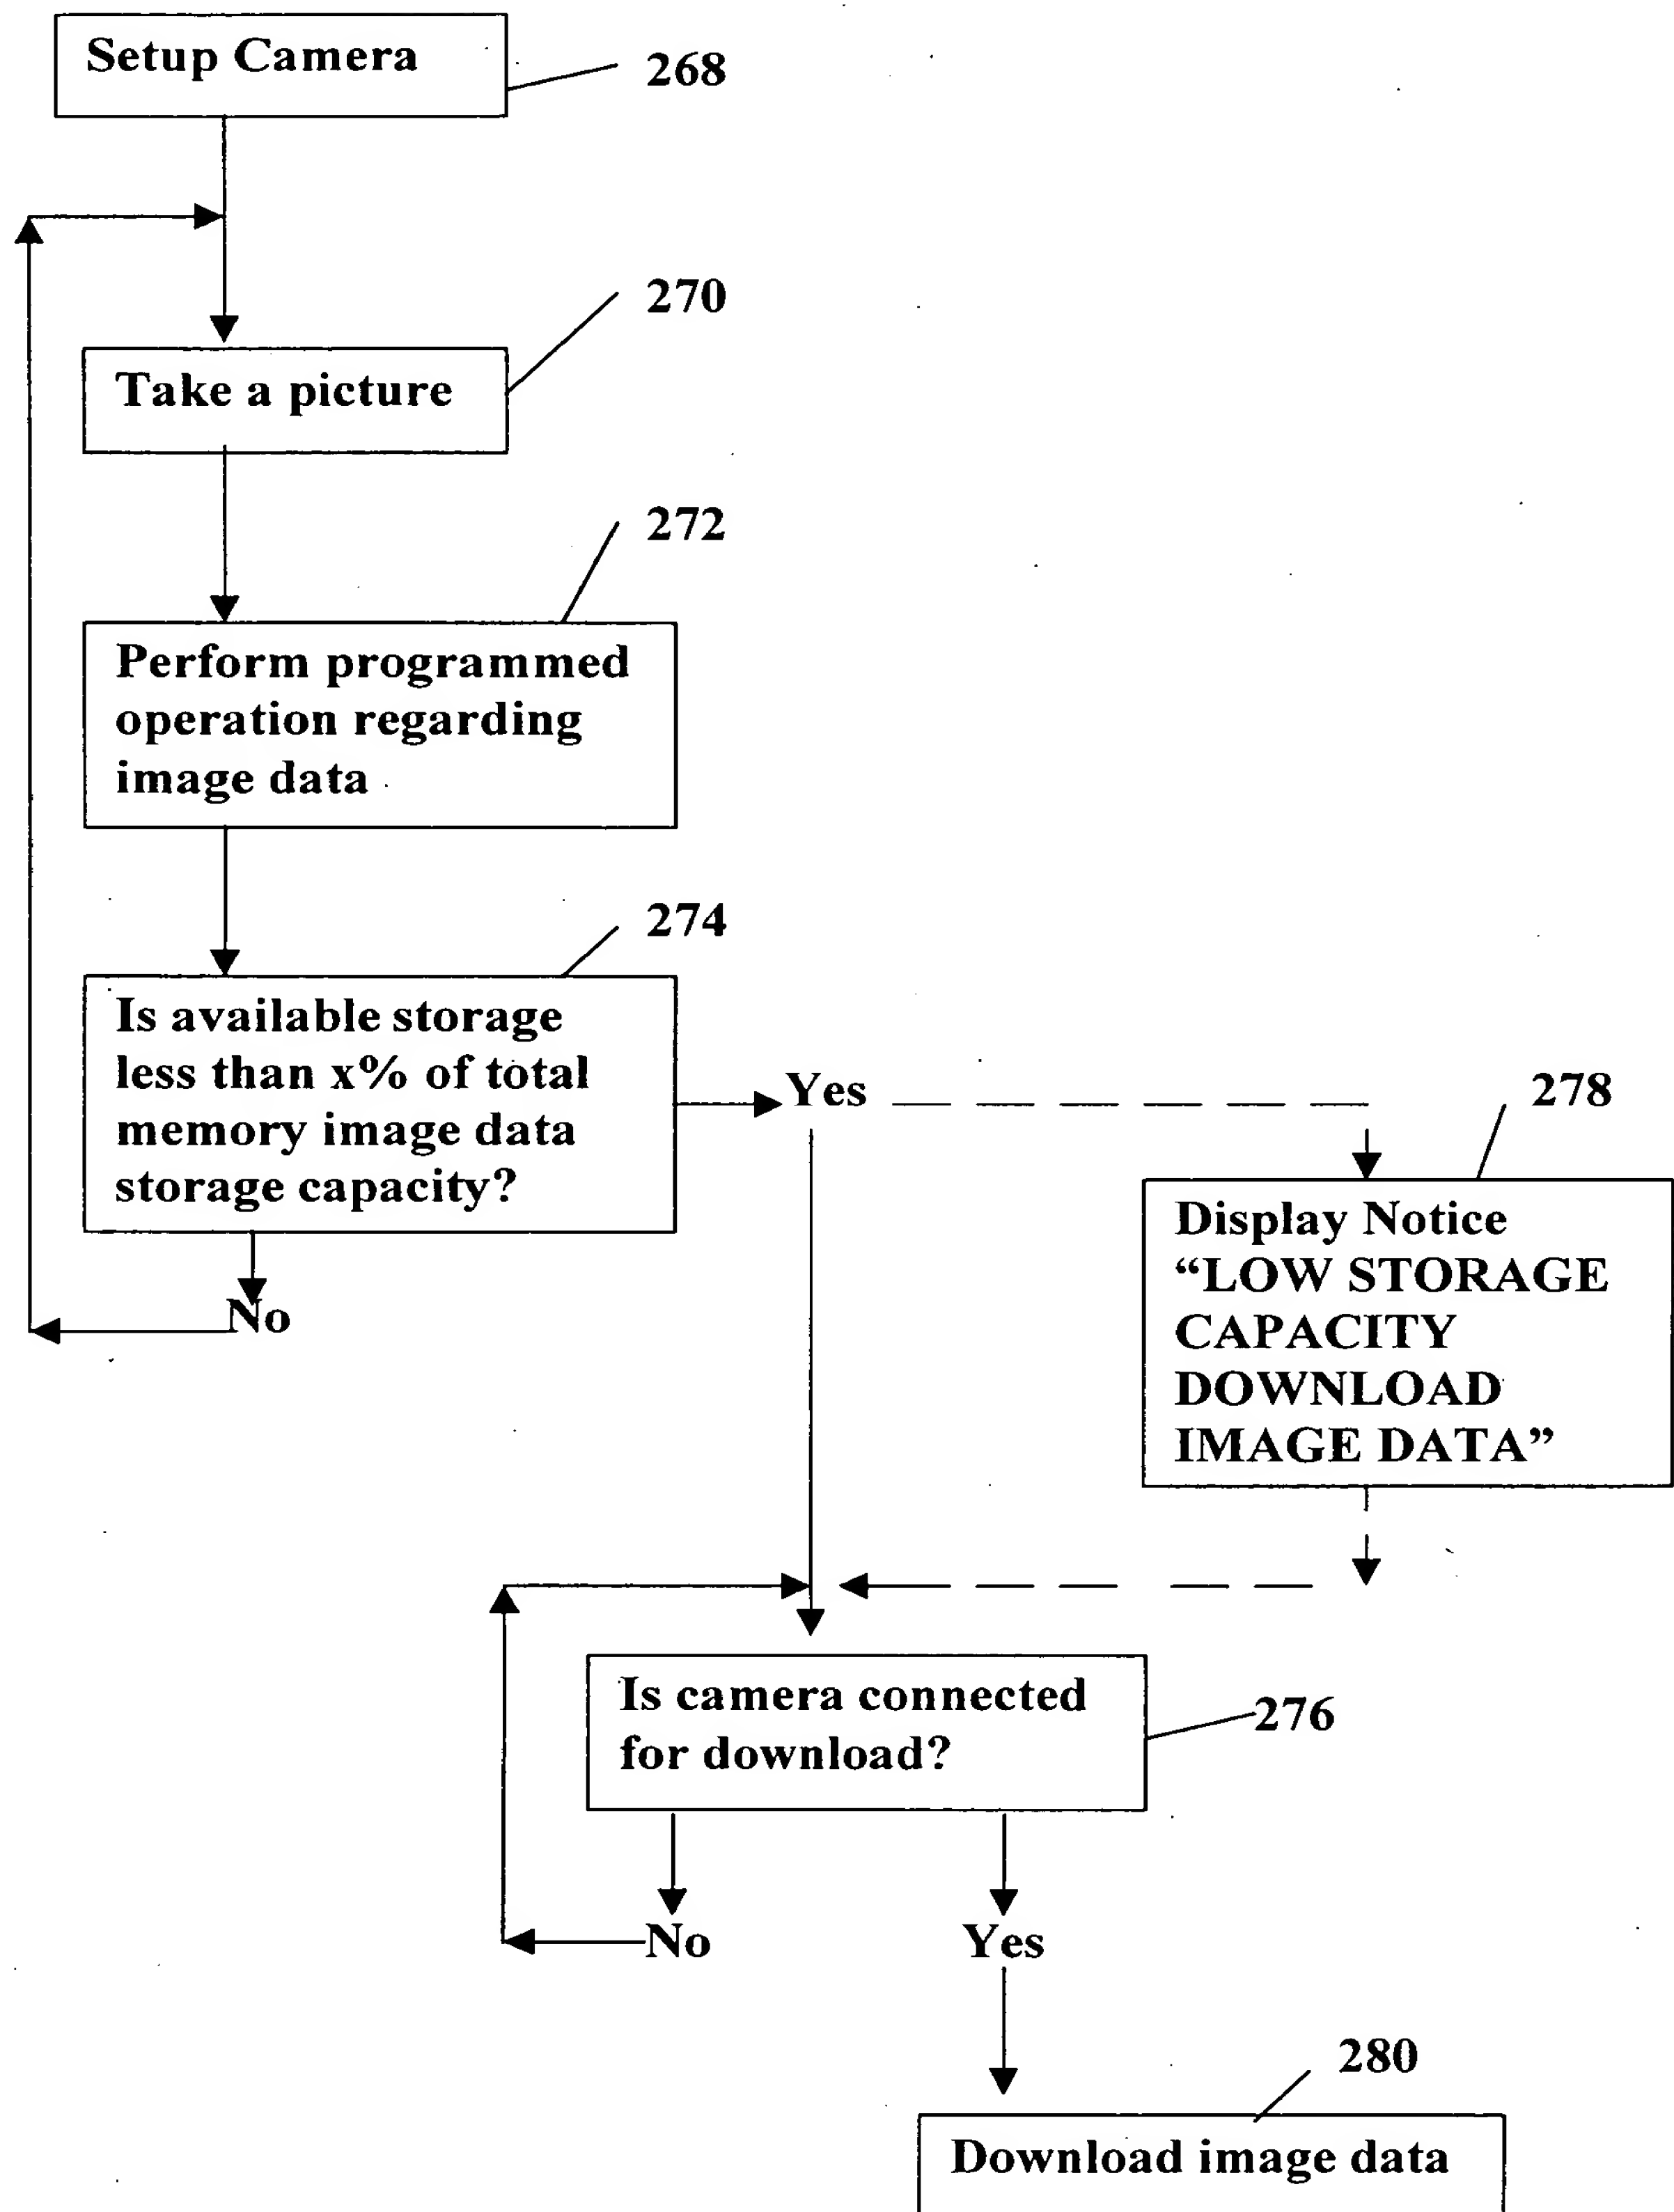 Setup Camera
268
270
Take a picture
272
Perform programmed
operation regarding
image data
274
Is available storage
less than x% of total
memory image data
storage capacity?
Yes
278
Display Notice
“LOW STORAGE
CAPACITY
DOWNLOAD
IMAGE DATA”
No
Is camera connected
for download?
276
No
Yes
280
Download image data